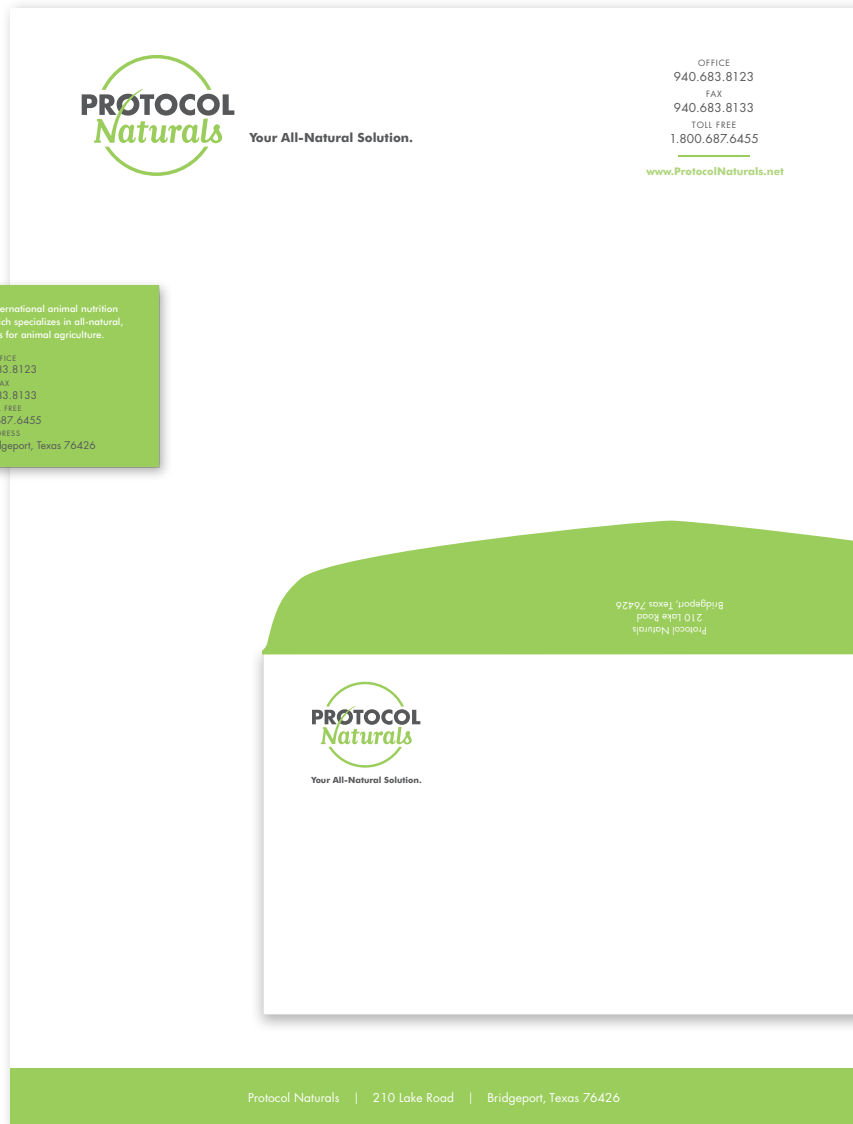 PROTOCOL
Naturals
Your All-Natural Solution.
OFFICE
940.683.8123
FAX
940.683.8133
TOLL FREE
1.800.687.6455
www.ProtocolNaturals.net
ernational animal nutrition
ch specializes in all-natural,
s for animal agriculture.
FICE
83.8123
AX
83.8133
FREE
87.6455
RESS
dgeport, Texas 76426
Protocol Naturals
210 Lake Road
Bridgeport, Texas 76426
PROTOCOL
Naturals
Your All-Natural Solution.
Protocol Naturals | 210 Lake Road | Bridgeport, Texas 76426